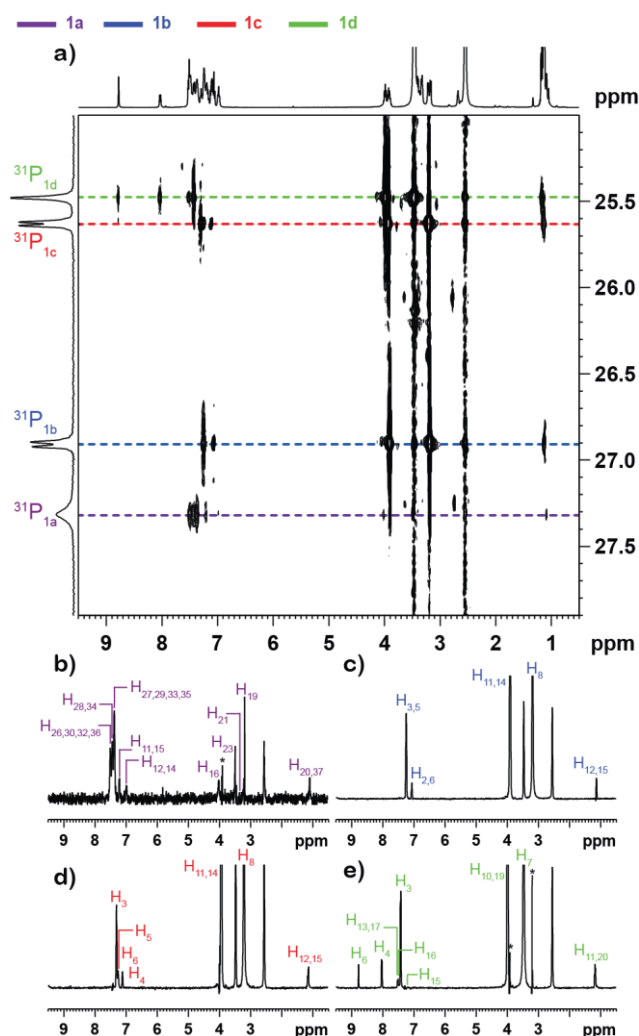 1a 1b 1c 1d
a)
ppm
31P1d
31P1c
31P1b
31P1a
25.5
26.0
26.5
27.0
27.5
9 8 7 6 5 4 3 2 1 ppm
b)
H27,29,33,35
H28,34
H26,30,32,36
H11,15
H12,14
H16
H23
*
H21
H19
H20,37
9 8 7 6 5 4 3 2 ppm
c)
H3,5
H2,6
H11,14
H8
H12,15
9 8 7 6 5 4 3 ppm
d)
H3
H5
H6
H4
H11,14
H8
H12,15
9 8 7 6 5 4 3 ppm
e)
H3
H13,17
H6
H4
H16
H15
H10,19
*
H7
*
H11,20
9 8 7 6 5 4 3 ppm